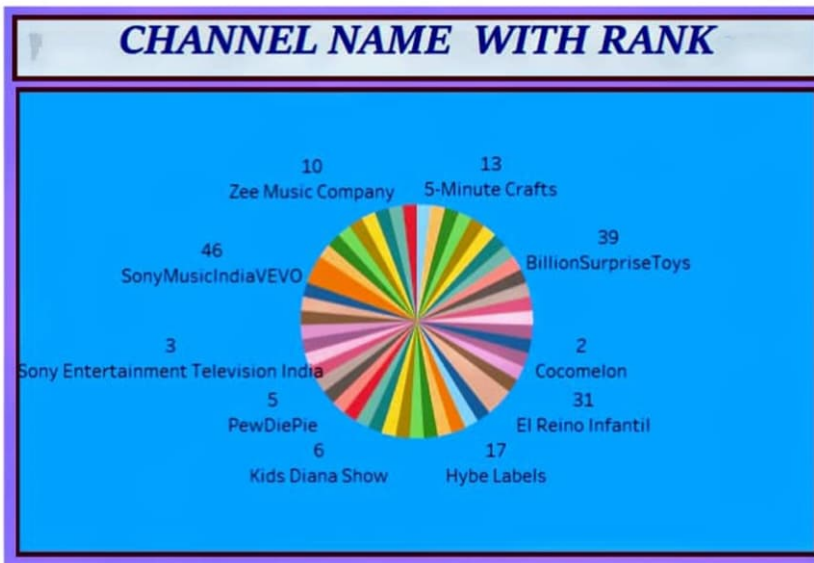 CHANNEL NAME WITH RANK
10
Zee Music Company
13
5-Minute Crafts
46
SonyMusicIndiaVEVO
39
BillionSurpriseToys
3
Sony Entertainment Television India
2
Cocomelon
5
PewDiePie
31
El Reino Infantil
6
Kids Diana Show
17
Hybe Labels